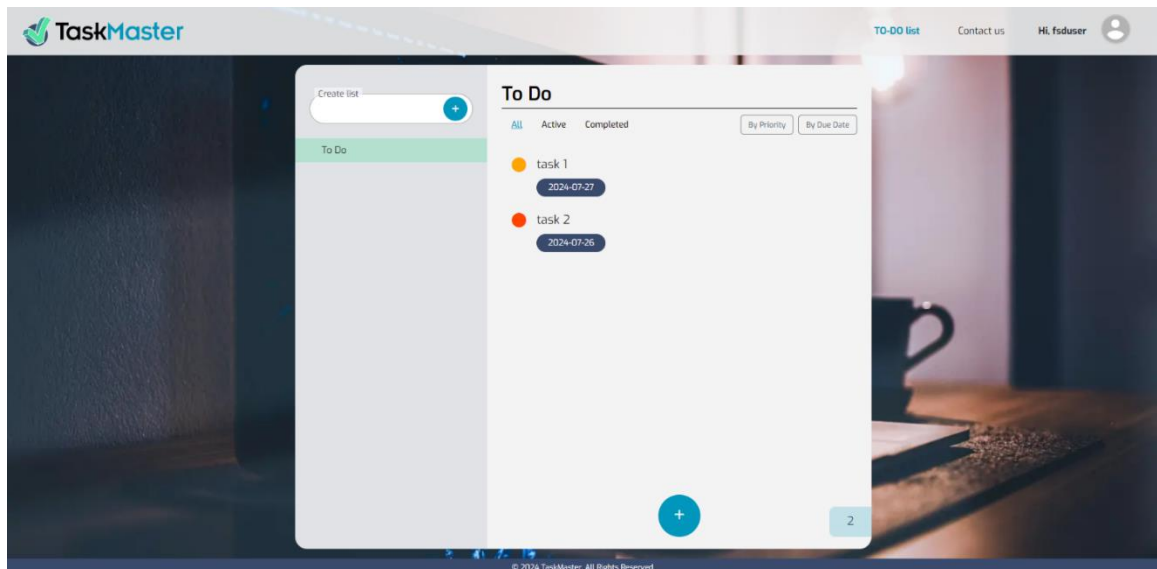 TaskMaster
TO-DO list
Contact us
Hi, fsduser
Create list
+
To Do
To Do
All Active Completed
By Priority By Due Date
task 1
2024-07-27
task 2
2024-07-26
+
2
© 2024 TaskMaster. All Rights Reserved